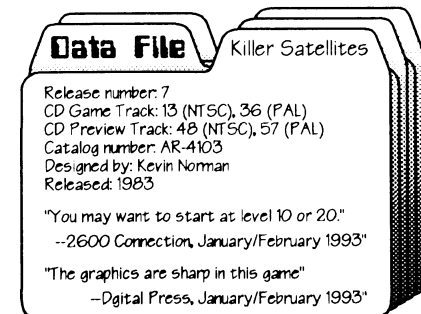 Data File
Killer Satellites
Release number: 7
CD Game Track: 13 (NTSC), 36 (PAL)
CD Preview Track: 48 (NTSC), 57 (PAL)
Catalog number: AR-4103
Designed by: Kevin Norman
Released: 1983
"You may want to start at level 10 or 20."
--2600 Connection, January/February 1993"
"The graphics are sharp in this game"
--Dgital Press, January/February 1993"